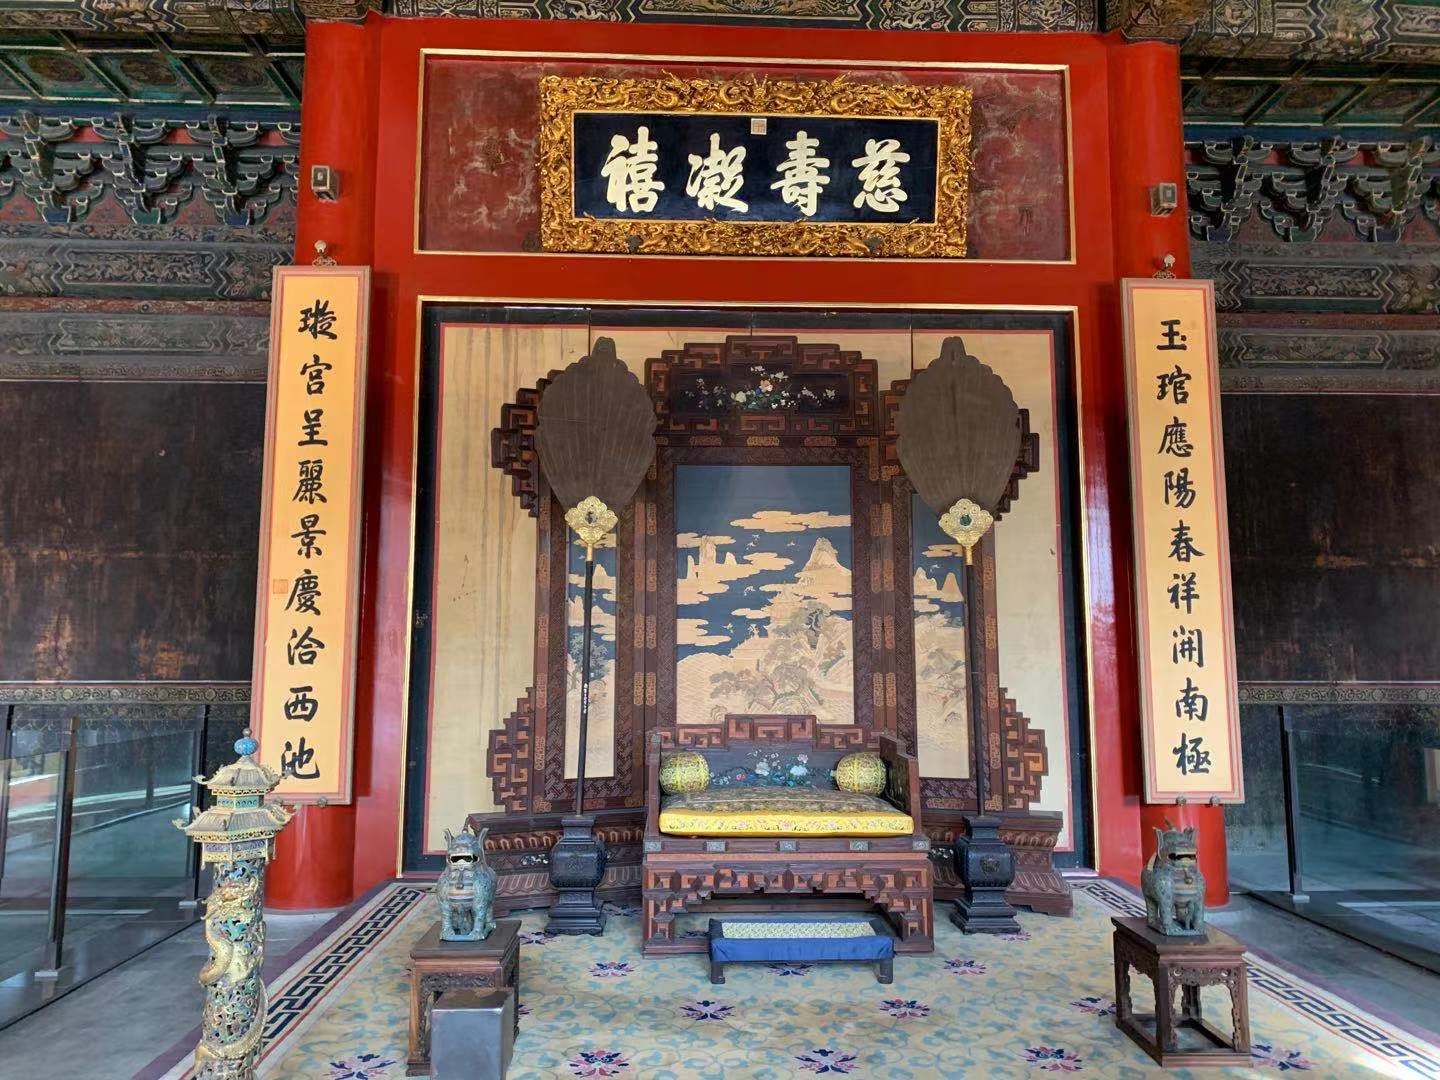 慈壽凝禧
玉琯應陽春祥開南極
璇宮呈麗景慶洽西池